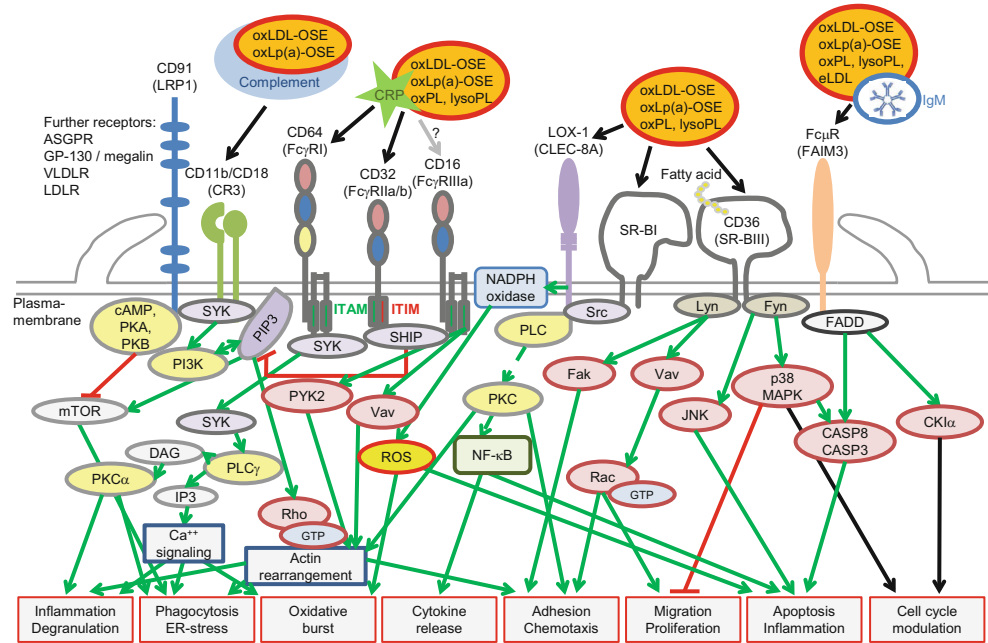 oxLDL-OSE
oxLp(a)-OSE
Complement
CD91
(LRP1)
Further receptors:
ASGPR
GP-130 / megalin
VLDLR
LDLR
CD11b/CD18
(CR3)
CRP
oxLDL-OSE
oxLp(a)-OSE
oxPL, lysoPL
?
CD64
(FcγRI)
CD32
(FcγRIIa/b)
CD16
(FcγRIIIa)
oxLDL-OSE
oxLp(a)-OSE
oxPL, lysoPL
LOX-1
(CLEC-8A)
Fatty acid
SR-BI
CD36
(SR-BIII)
oxLDL-OSE
oxLp(a)-OSE
oxPL, lysoPL,
eLDL
IgM
FcμR
(FAIM3)
Plasma-
membrane
cAMP,
PKA,
PKB
SYK
PIP3
PI3K
mTOR
ITAM
ITIM
SYK
SHIP
NADPH
oxidase
PLC
Src
Lyn
Fyn
FADD
PYK2
Vav
PKC
Fak
Vav
JNK
p38
MAPK
CKIα
CASP8
CASP3
SYK
DAG
PKCα
PLCγ
IP3
ROS
NF-κB
Rac
GTP
Rho
GTP
Ca++
signaling
Actin
rearrangement
Inflammation
Degranulation
Phagocytosis
ER-stress
Oxidative
burst
Cytokine
release
Adhesion
Chemotaxis
Migration
Proliferation
Apoptosis
Inflammation
Cell cycle
modulation